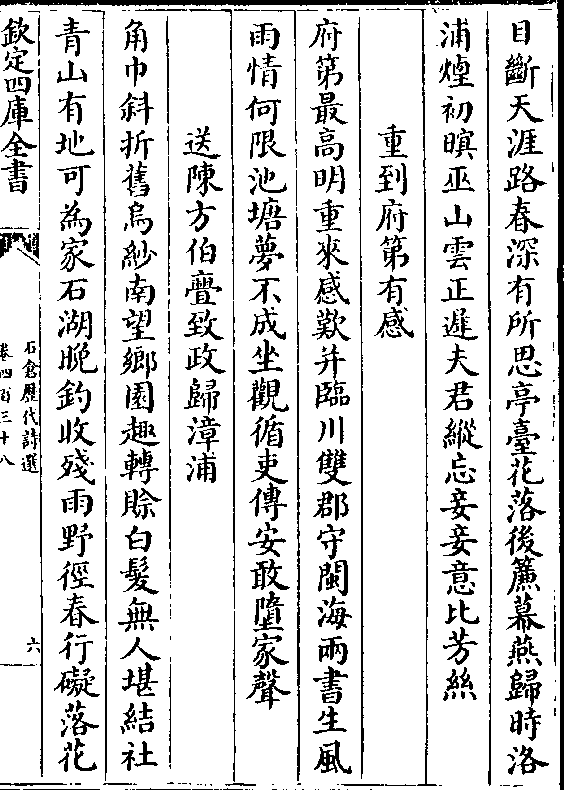 目斷天涯路春深有所思亭臺花落後簾幕燕歸時洛
浦煙初暝巫山雲正遲夫君縱忘妾妾意比芳絲
重到府第有感
府第最高明重來感歎并臨川雙郡守閩海兩書生風
雨情何限池塘夢不成坐觀循吏傳安敢墮家聲
送陳方伯亹致政歸漳浦
角巾斜折舊烏紗南望鄉園趣轉賒白髮無人堪結社
青山有地可為家石湖晚釣收殘雨野徑春行礙落花
欽定四庫全書
石倉歷代詩選
卷四百三十八
六